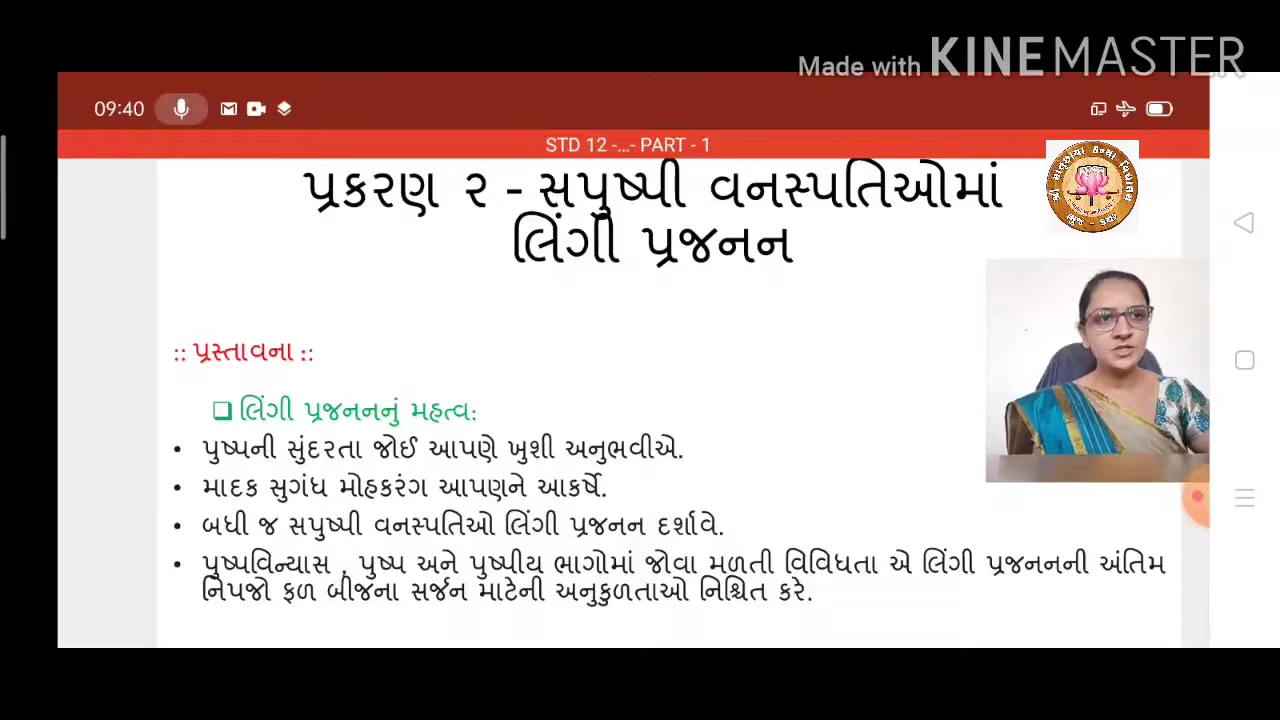 Made with KINEMASTER
09:40
STD 12 -...- PART - 1
પ્રકરણ ૨ - સપુષ્પી વનસ્પતિઓમાં
લિંગી પ્રજનન
:: પ્રસ્તાવના ::
❑ લિંગી પ્રજનનનું મહત્વ:
• પુષ્પની સુંદરતા જોઈ આપણે ખુશી અનુભવીએ.
• માદક સુગંધ મોહકરંગ આપણને આકર્ષે.
• બધી જ સપુષ્પી વનસ્પતિઓ લિંગી પ્રજનન દર્શાવે.
• પુષ્પવિન્યાસ , પુષ્પ અને પુષ્પીય ભાગોમાં જોવા મળતી વિવિધતા એ લિંગી પ્રજનનની અંતિમ
નિપજો ફળ બીજના સર્જન માટેની અનુકુળતાઓ નિશ્ચિત કરે.